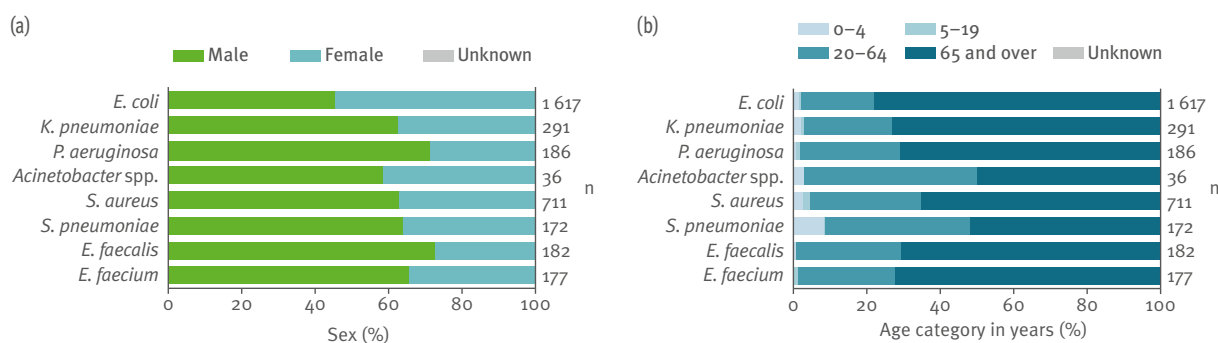 (a)
Male Female Unknown
E. coli 1 617
K. pneumoniae 291
P. aeruginosa 186
Acinetobacter spp. 36
n
S. aureus 711
S. pneumoniae 172
E. faecalis 182
E. faecium 177
0 20 40 60 80 100
Sex (%)
(b)
0–4 5–19
20–64 65 and over Unknown
E. coli 1 617
K. pneumoniae 291
P. aeruginosa 186
Acinetobacter spp. 36
n
S. aureus 711
S. pneumoniae 172
E. faecalis 182
E. faecium 177
0 20 40 60 80 100
Age category in years (%)